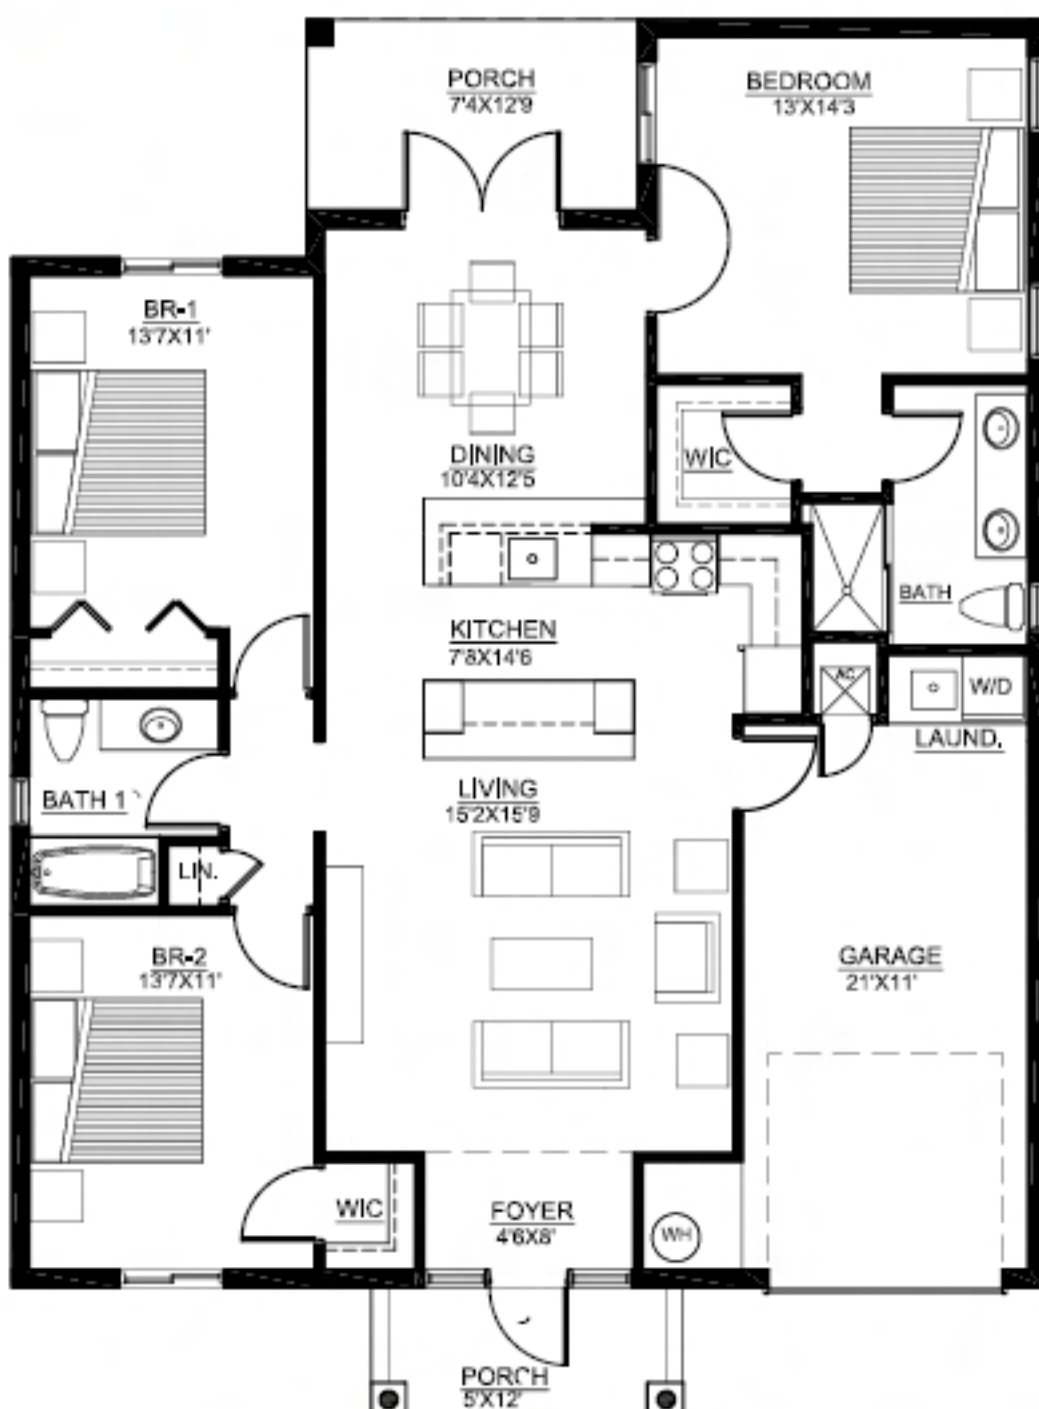 PORCH
7'4X12'9
BEDROOM
13'X14'3
BR-1
13'7X11'
DINING
10'4X12'5
WIC
BATH
KITCHEN
7'8X14'6
AC
W/D
LAUND.
BATH 1
LIVING
15'2X15'9
LIN.
BR-2
13'7X11'
GARAGE
21'X11'
WIC
FOYER
4'6X8'
WH
PORCH
5'X12'